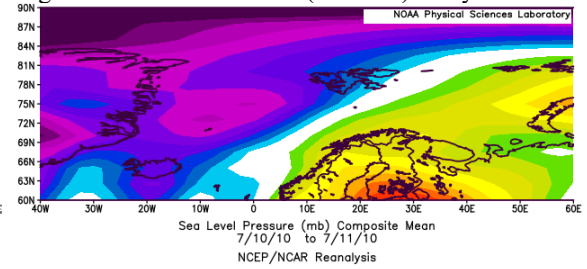 90N
NOAA Physical Sciences Laboratory
87N
84N
81N
78N
75N
72N
69N
66N
63N
60N
40W 30W 20W 10W 0 10E 20E 30E 40E 50E 60E
Sea Level Pressure (mb) Composite Mean
7/10/10 to 7/11/10
NCEP/NCAR Reanalysis